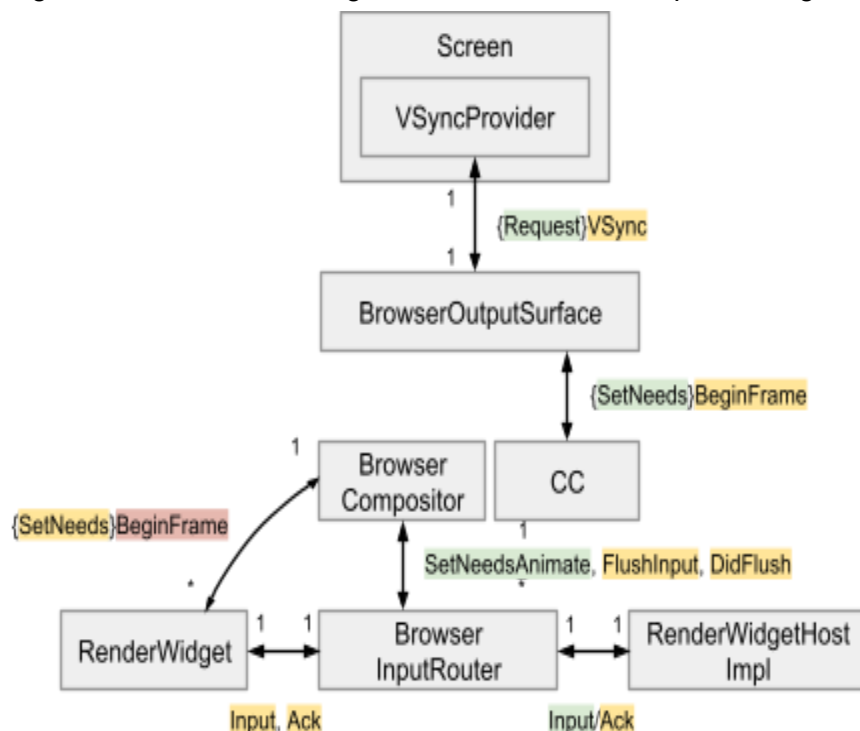 Screen
VSyncProvider
1
{Request}VSync
1
BrowserOutputSurface
{SetNeeds}BeginFrame
1
Browser
Compositor
CC
{SetNeeds}BeginFrame
1
SetNeedsAnimate, FlushInput, DidFlush
*
*
RenderWidget
1
1
Browser
InputRouter
1
1
RenderWidgetHost
Impl
Input, Ack
Input/Ack